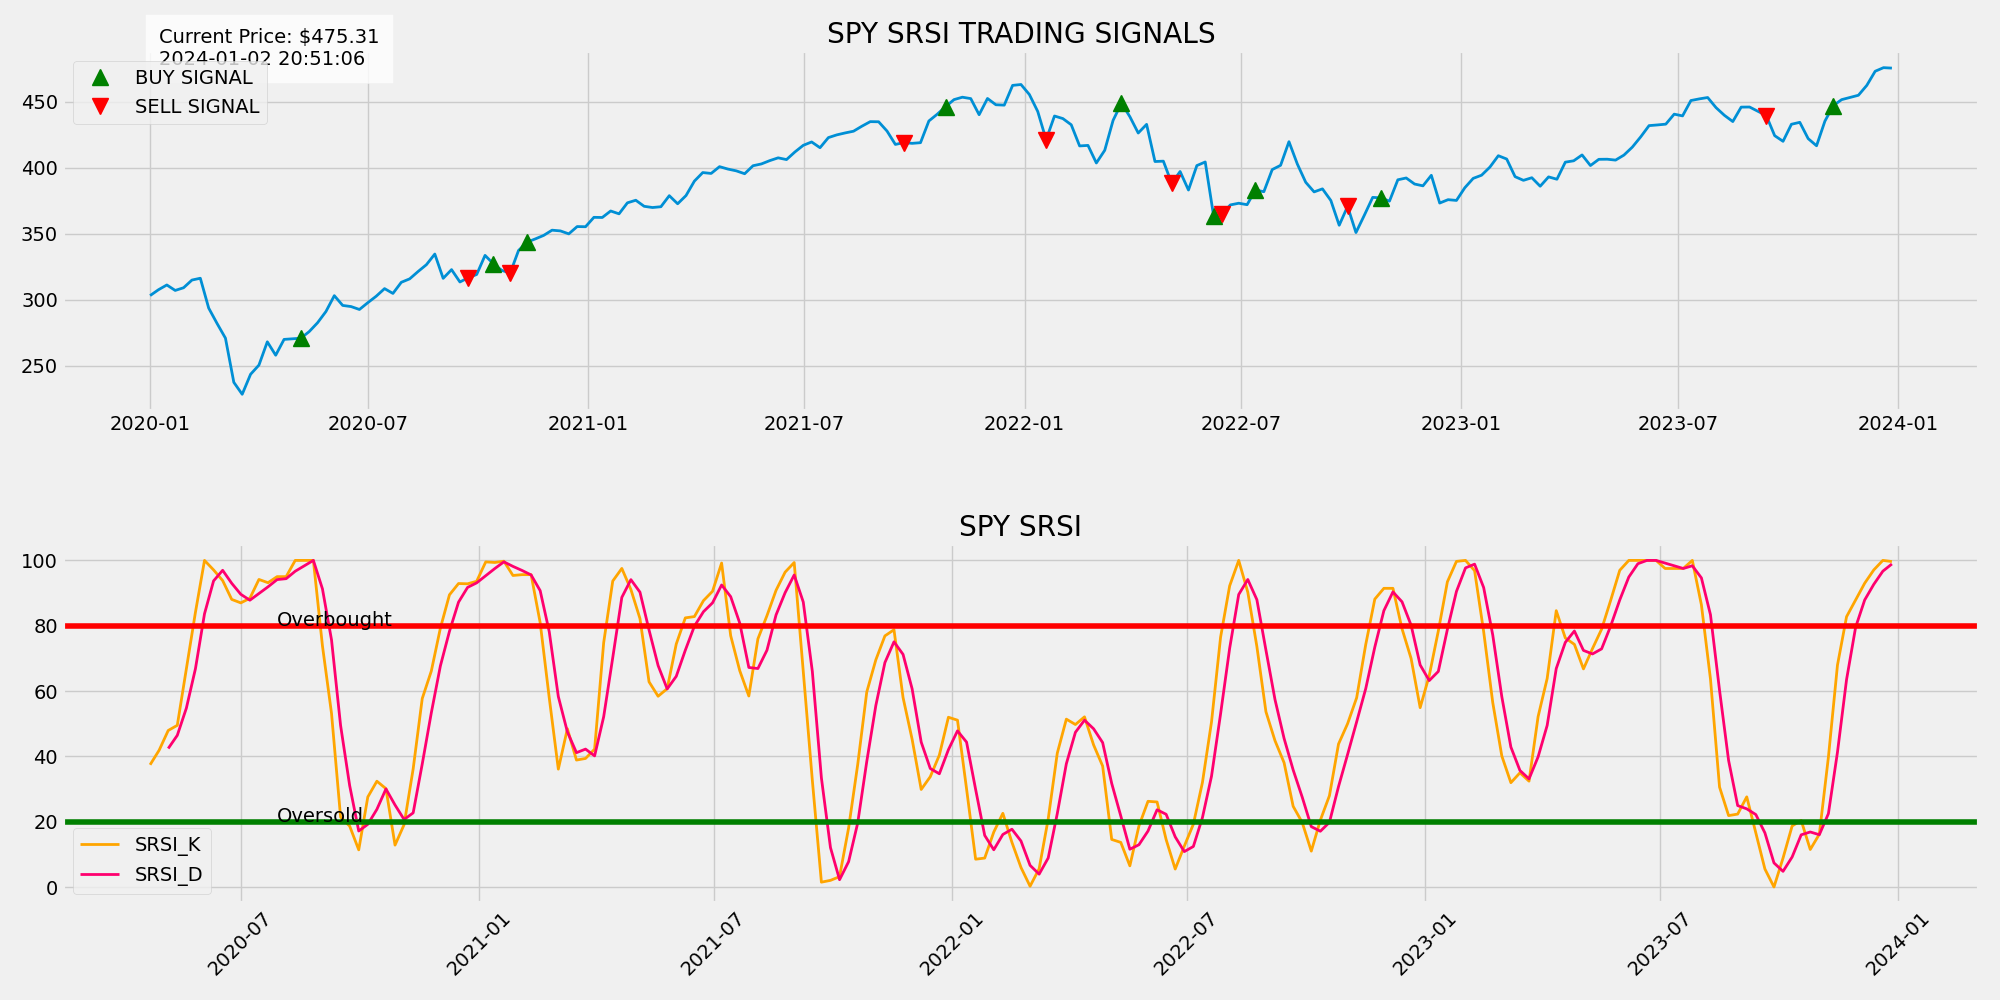 SPY SRSI TRADING SIGNALS
Current Price: $475.31
2024-01-02 20:51:06
BUY SIGNAL
SELL SIGNAL
450
400
350
300
250
2020-01 2020-07 2021-01 2021-07 2022-01 2022-07 2023-01 2023-07 2024-01
SPY SRSI
100
80
60
40
20
0
Overbought
Oversold
SRSI_K
SRSI_D
2020-07 2021-01 2021-07 2022-01 2022-07 2023-01 2023-07 2024-01